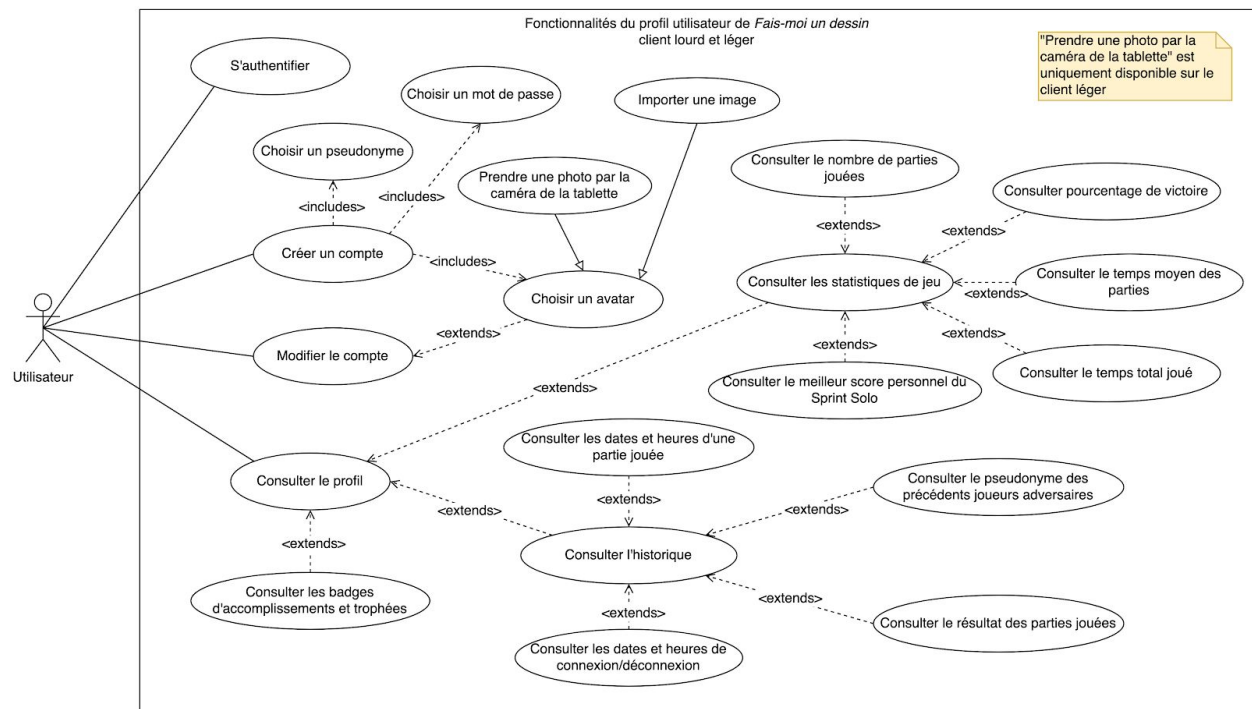 Fonctionnalités du profil utilisateur de Fais-moi un dessin
client lourd et léger
"Prendre une photo par la
caméra de la tablette" est
uniquement disponible sur le
client léger
S'authentifier
Choisir un mot de passe
Importer une image
Choisir un pseudonyme
Prendre une photo par la
caméra de la tablette
Consulter le nombre de parties
jouées
Consulter pourcentage de victoire
<includes>
<includes>
<extends>
<extends>
Créer un compte
<includes>
Choisir un avatar
Consulter les statistiques de jeu
Consulter le temps moyen des
parties
<extends>
<extends>
<extends>
<extends>
Modifier le compte
Utilisateur
Consulter le temps total joué
Consulter le meilleur score personnel du
Sprint Solo
<extends>
Consulter les dates et heures d'une
partie jouée
Consulter le profil
Consulter le pseudonyme des
précédents joueurs adversaires
<extends>
<extends>
<extends>
<extends>
Consulter l'historique
Consulter les badges
d'accomplissements et trophées
<extends>
<extends>
Consulter le résultat des parties jouées
Consulter les dates et heures de
connexion/déconnexion